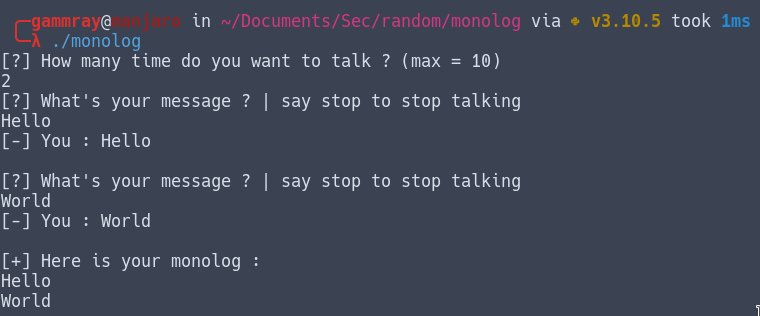 gammray@manjaro in ~/Documents/Sec/random/monolog via v3.10.5 took 1ms
λ ./monolog
[?] How many time do you want to talk ? (max = 10)
2
[?] What's your message ? | say stop to stop talking
Hello
[-] You : Hello
[?] What's your message ? | say stop to stop talking
World
[-] You : World
[+] Here is your monolog :
Hello
World